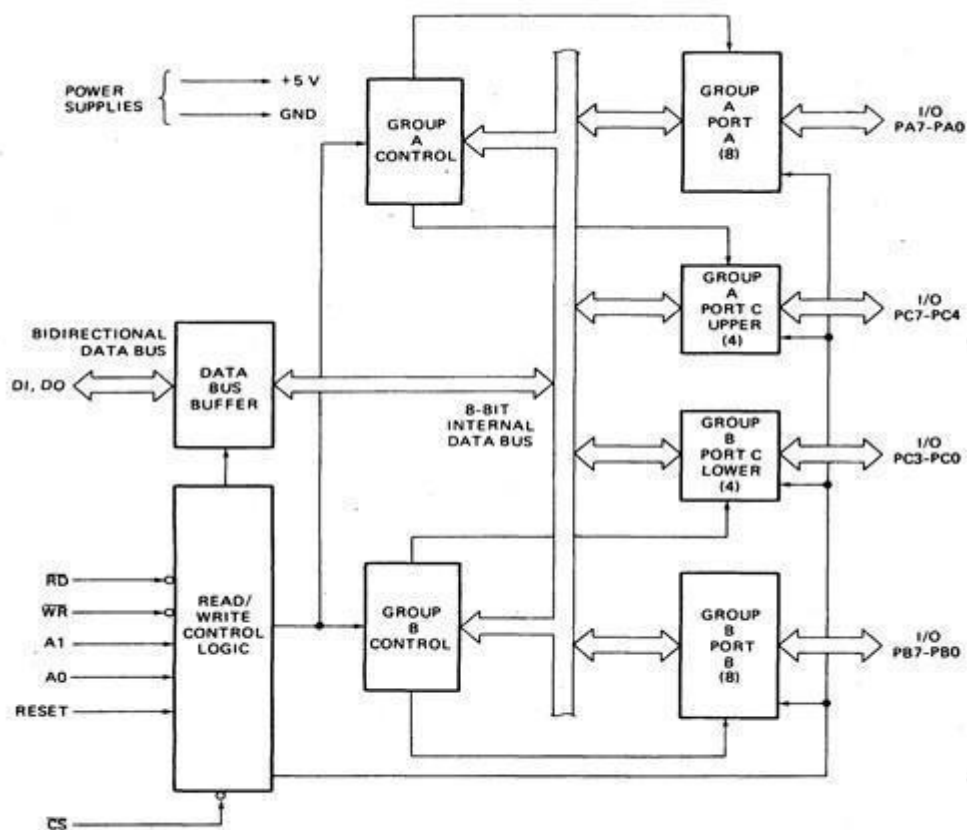 POWER
SUPPLIES
+5 V
GND
GROUP
A
CONTROL
GROUP
A
PORT
A
(8)
I/O
PA7-PA0
GROUP
A
PORT C
UPPER
(4)
I/O
PC7-PC4
BIDIRECTIONAL
DATA BUS
DI, DO
DATA
BUS
BUFFER
8-BIT
INTERNAL
DATA BUS
GROUP
B
PORT C
LOWER
(4)
I/O
PC3-PC0
RD
WR
A1
A0
RESET
CS
READ/
WRITE
CONTROL
LOGIC
GROUP
B
CONTROL
GROUP
B
PORT
B
(8)
I/O
PB7-PB0